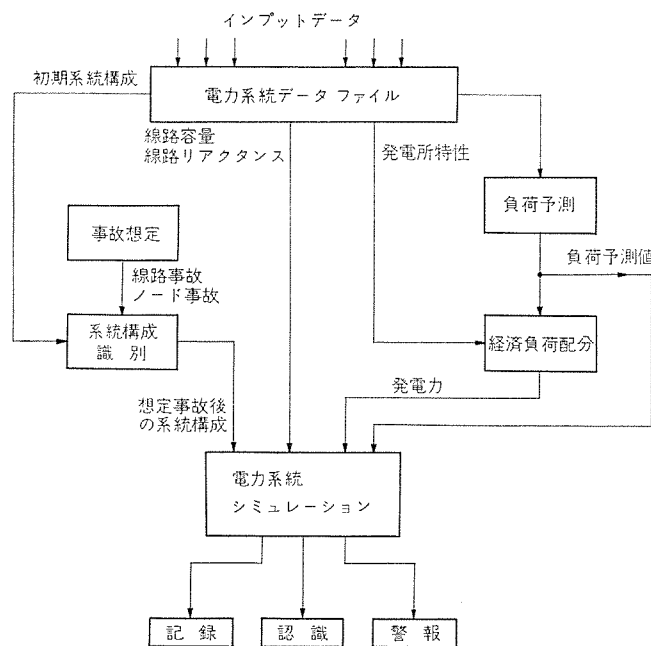 インプットデータ
初期系統構成
電力系統データファイル
線路容量
線路リアクタンス
発電所特性
負荷予測
事故想定
負荷予測値
線路事故
ノード事故
系統構成
識別
経済負荷配分
発電力
想定事故後
の系統構成
電力系統
シミュレーション
記録
認識
警報